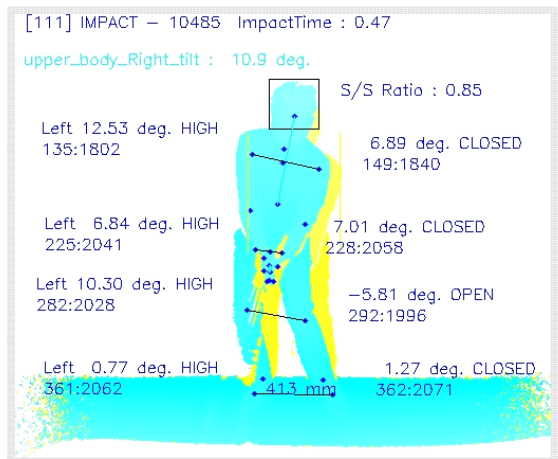 [111] IMPACT - 10485 ImpactTime : 0.47
upper_body_Right_tilt : 10.9 deg.
S/S Ratio : 0.85
Left 12.53 deg. HIGH
135:1802
6.89 deg. CLOSED
149:1840
Left 6.84 deg. HIGH
225:2041
7.01 deg. CLOSED
228:2058
Left 10.30 deg. HIGH
282:2028
-5.81 deg. OPEN
292:1996
Left 0.77 deg. HIGH
361:2062
413 mm
1.27 deg. CLOSED
362:2071